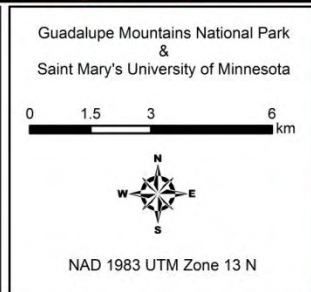 Guadalupe Mountains National Park
&
Saint Mary's University of Minnesota
0 1.5 3 6
km
N
W E
S
NAD 1983 UTM Zone 13 N